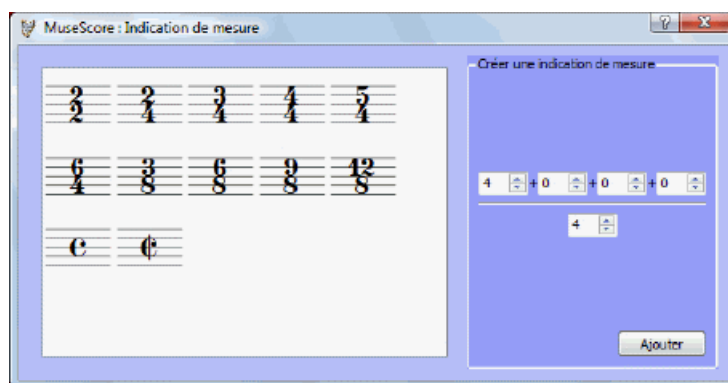 MuseScore : Indication de mesure
Créer une indication de mesure
2 2 3 4 5
2 4 4 4 4
6 3 6 9 12
4 8 8 8 8
4 + 0 + 0 + 0
4
Ajouter